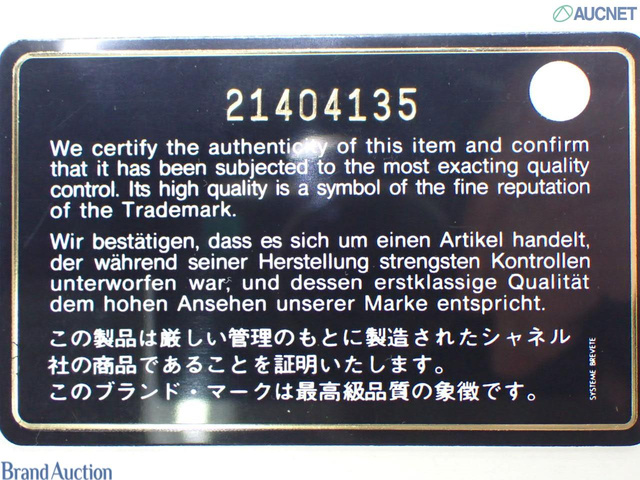 AUCNET
21404135
We certify the authenticity of this item and confirm
that it has been subjected to the most exacting quality
control. Its high quality is a symbol of the fine reputation
of the Trademark.
Wir bestätigen, dass es sich um einen Artikel handelt,
der während seiner Herstellung strengsten Kontrollen
unterworfen war, und dessen erstklassige Qualität
dem hohen Ansehen unserer Marke entspricht.
この製品は厳しい管理のもとに製造されたシャネル
社の商品であることを証明いたします。
このブランド・マークは最高級品質の象徴です。
SYSTEME BREVETE
Brand Auction